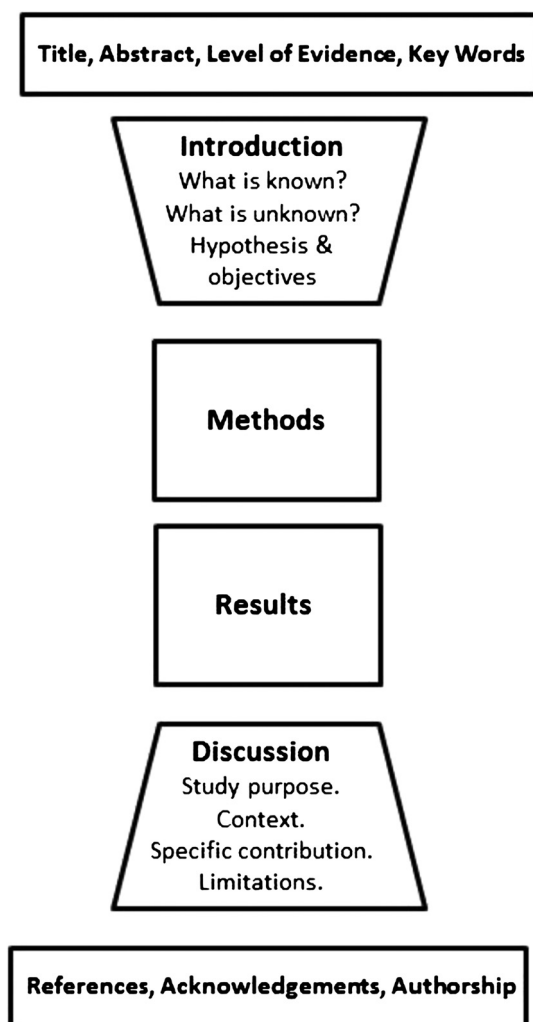 Title, Abstract, Level of Evidence, Key Words
Introduction
What is known?
What is unknown?
Hypothesis &
objectives
Methods
Results
Discussion
Study purpose.
Context.
Specific contribution.
Limitations.
References, Acknowledgements, Authorship